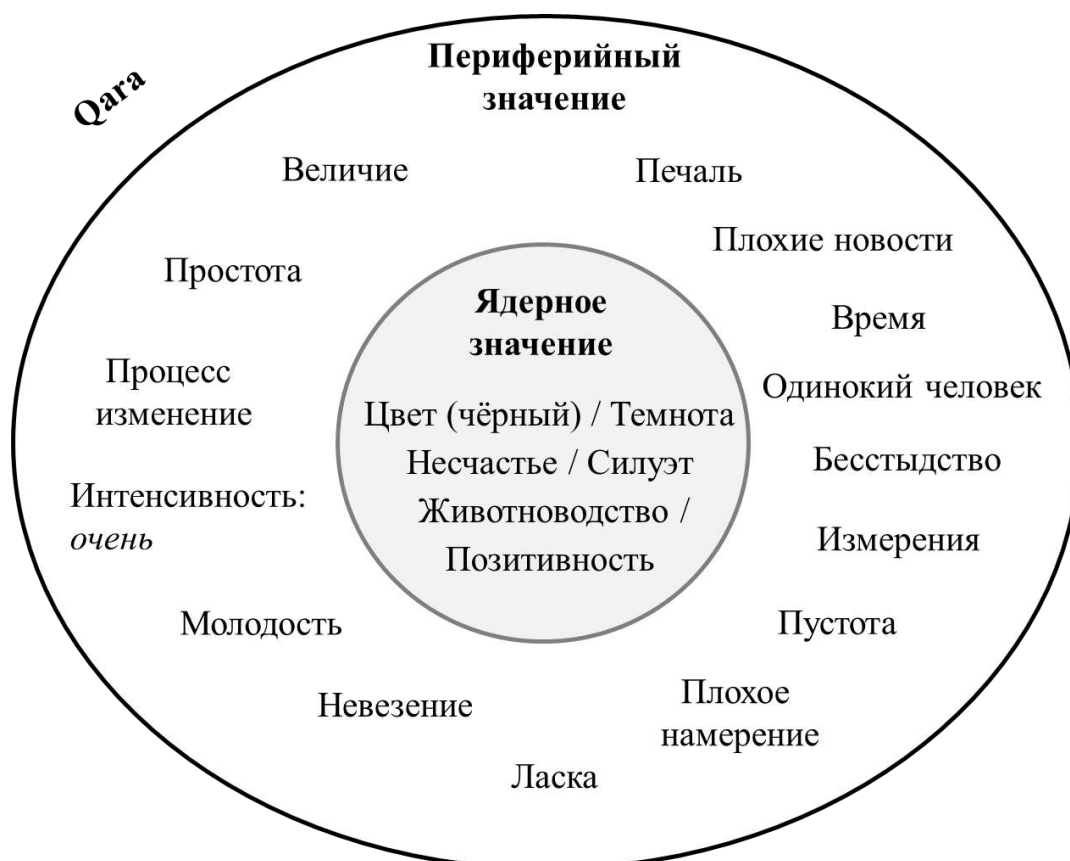 Qara
Периферийный
значение
Величие
Печаль
Плохие новости
Простота
Ядерное
значение
Время
Процесс
изменение
Одинокий человек
Цвет (чёрный) / Темнота
Несчастье / Силуэт
Бесстыдство
Интенсивность:
очень
Животноводство /
Позитивность
Измерения
Молодость
Пустота
Невезение
Плохое
намерение
Ласка